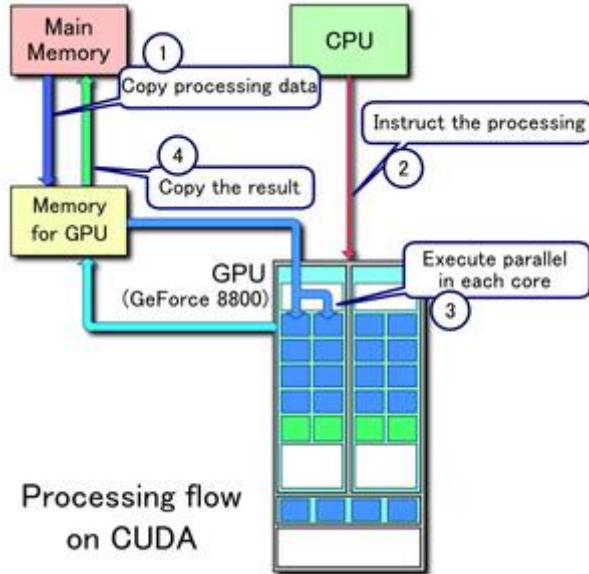 Main
Memory
CPU
1
Copy processing data
Instruct the processing
2
4
Copy the result
Memory
for GPU
GPU
(GeForce 8800)
Execute parallel
in each core
3
Processing flow
on CUDA